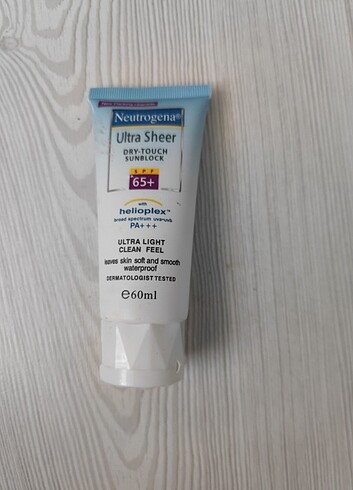 Neutrogena®
Ultra Sheer
DRY-TOUCH
SUNBLOCK
SPF
65+
with
helioplex™
broad spectrum uva·uvb
PA+++
ULTRA LIGHT
CLEAN FEEL
leaves skin soft and smooth
waterproof
DERMATOLOGIST TESTED
℮60ml